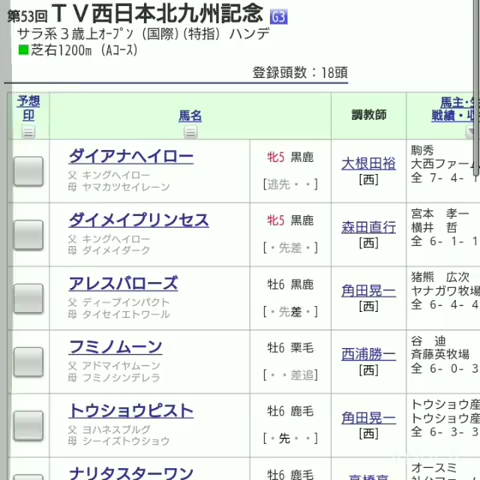 第53回ＴＶ西日本北九州記念 G3
サラ系３歳上ｵｰﾌﾟﾝ (国際)(特指) ハンデ
■芝右1200m (Aコース)
登録頭数：18頭
予想印 馬名 調教師 馬主・
戦績・
ダイアナヘイロー 牝5 黒鹿 大根田裕 駒秀
父 キングヘイロー [西] 大西ファーム
母 ヤマカツセイレーン [逃先・・] 全 7- 4- 1
ダイメイプリンセス 牝5 黒鹿 森田直行 宮本 孝一
父 キングヘイロー [西] 横井 哲
母 ダイメイダーク [・先差・] 全 6- 1- 1
アレスバローズ 牡6 黒鹿 角田晃一 猪熊 広次
父 ディープインパクト [西] ヤナガワ牧場
母 タイセイエトワール [・先差・] 全 6- 4- 4
フミノムーン 牡6 栗毛 西浦勝一 谷 迪
父 アドマイヤムーン [西] 斉藤英牧場
母 フミノシンデレラ [・・差追] 全 6- 0- 3
トウショウピスト 牡6 鹿毛 角田晃一 トウショウ産
父 ヨハネスブルグ [西] トウショウ産
母 シーイズトウショウ [・先・・] 全 6- 3- 3
ナリタスターワン 牡6 鹿毛 オースミ